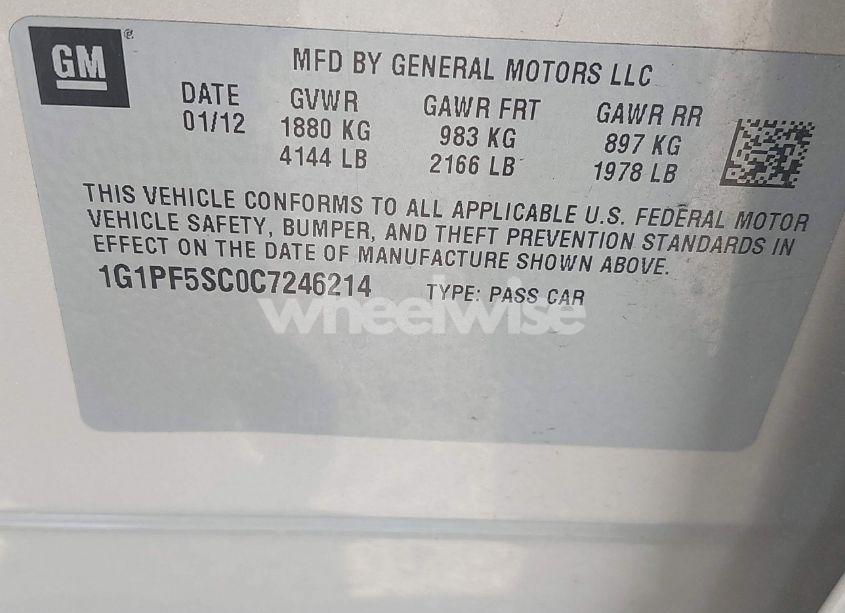 GM
MFD BY GENERAL MOTORS LLC
DATE GVWR GAWR FRT GAWR RR
01/12 1880 KG 983 KG 897 KG
4144 LB 2166 LB 1978 LB
THIS VEHICLE CONFORMS TO ALL APPLICABLE U.S. FEDERAL MOTOR
VEHICLE SAFETY, BUMPER, AND THEFT PREVENTION STANDARDS IN
EFFECT ON THE DATE OF MANUFACTURE SHOWN ABOVE.
1G1PF5SC0C7246214 TYPE: PASS CAR
wheelwise